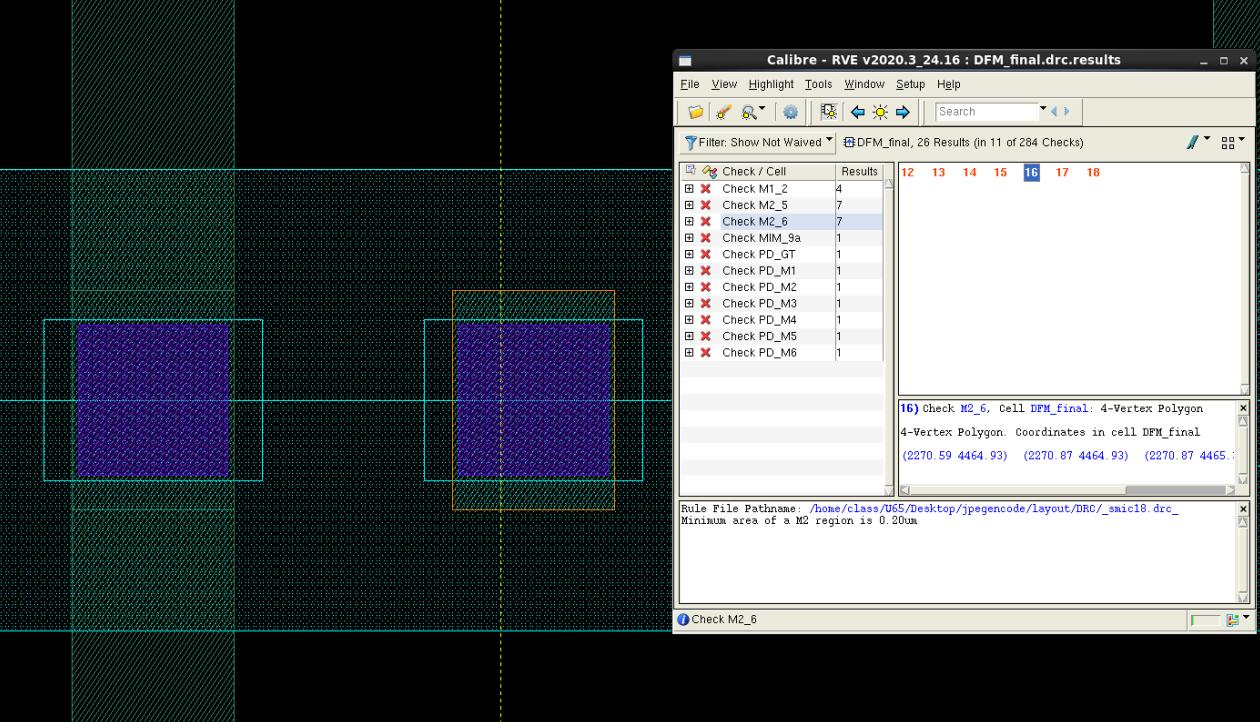 Calibre - RVE v2020.3_24.16 : DFM_final.drc.results
File View Highlight Tools Window Setup Help
Search
Filter: Show Not Waived
DFM_final, 26 Results (in 11 of 284 Checks)
Check / Cell Results
Check M1_2 4
Check M2_5 7
Check M2_6 7
Check MIM_9a 1
Check PD_GT 1
Check PD_M1 1
Check PD_M2 1
Check PD_M3 1
Check PD_M4 1
Check PD_M5 1
Check PD_M6 1
12 13 14 15 16 17 18
16) Check M2_6, Cell DFM_final: 4-Vertex Polygon
4-Vertex Polygon. Coordinates in cell DFM_final
(2270.59 4464.93) (2270.87 4464.93) (2270.87 4465.
Rule File Pathname: /home/class/U65/Desktop/jpegencode/layout/DRC/_smic18.drc_
Minimum area of a M2 region is 0.20um
Check M2_6